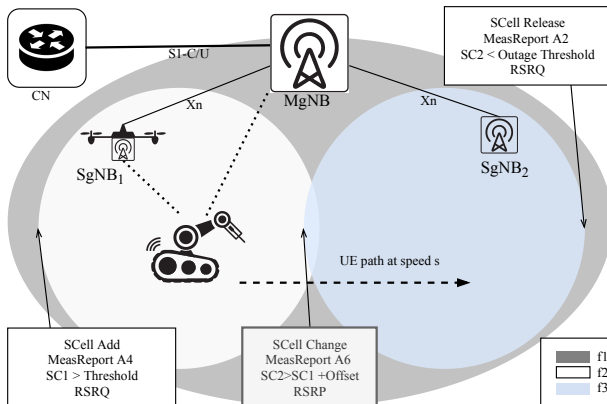 SCell Release
MeasReport A2
SC2 < Outage Threshold
RSRQ
S1-C/U
CN
MgNB
Xn
Xn
SgNB1
SgNB2
UE path at speed s
SCell Add
MeasReport A4
SC1 > Threshold
RSRQ
SCell Change
MeasReport A6
SC2>SC1 +Offset
RSRP
f1
f2
f3